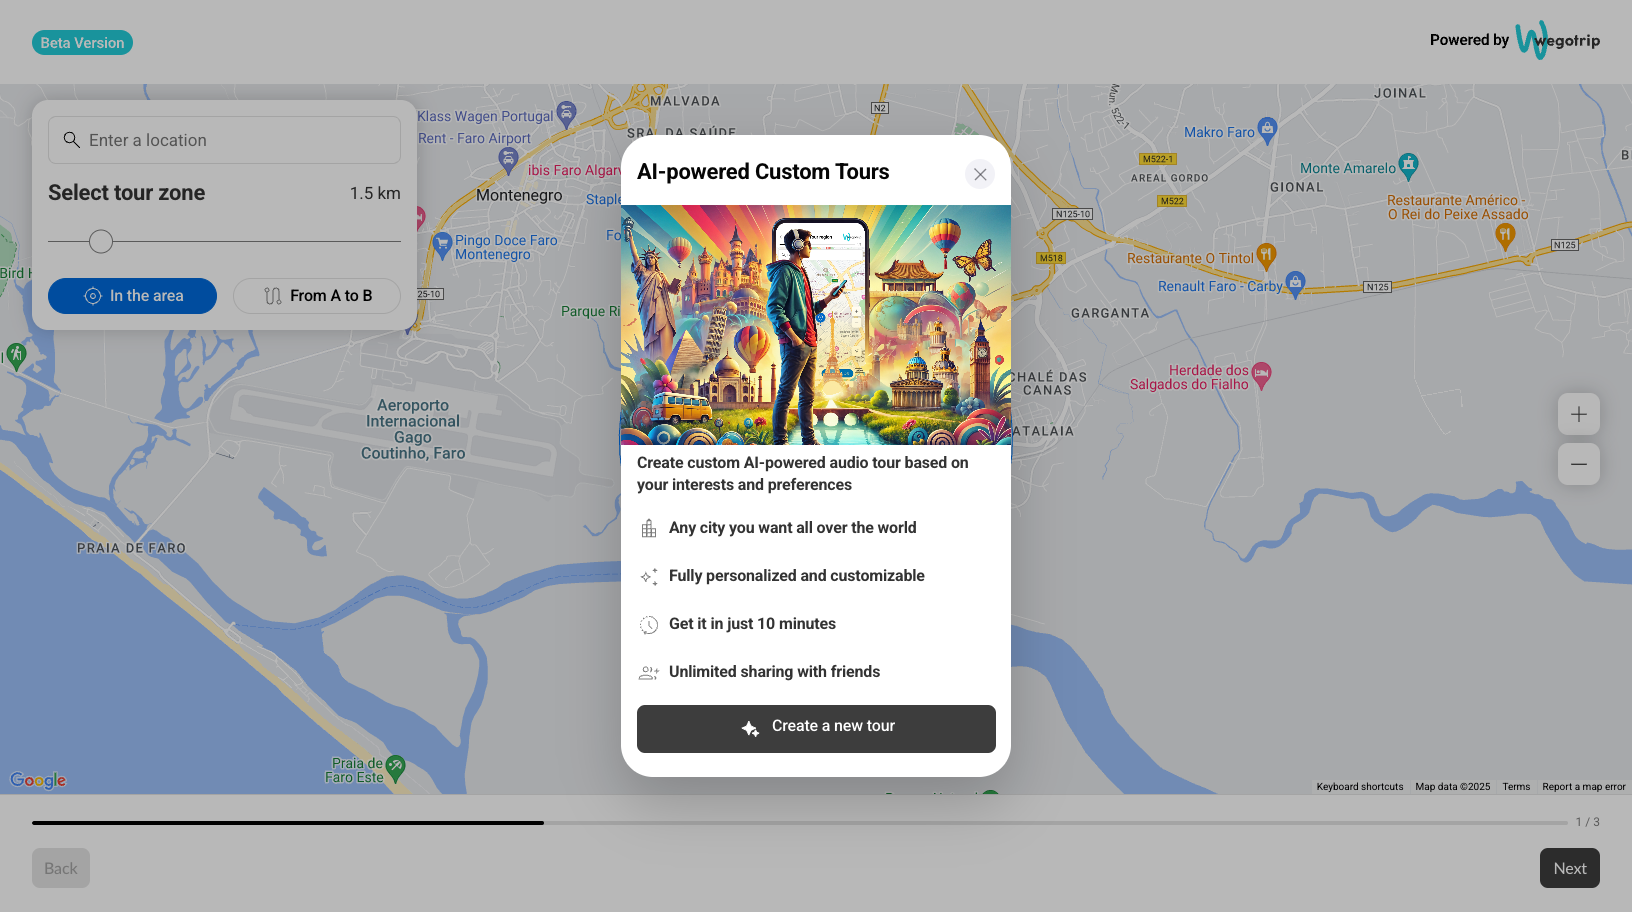 Beta Version
Powered by wegotrip
Enter a location
Select tour zone
1.5 km
In the area
From A to B
AI-powered Custom Tours
Create custom AI-powered audio tour based on
your interests and preferences
Any city you want all over the world
Fully personalized and customizable
Get it in just 10 minutes
Unlimited sharing with friends
Create a new tour
Klass Wagen Portugal
Rent - Faro Airport
MALVADA
SRA. DA SAÚDE
N2
ibis Faro Algarv
Montenegro
Staple
Pingo Doce Faro
Montenegro
Fo
25-10
Parque Ri
Bird H
Aeroporto
Internacional
Gago
Coutinho, Faro
PRAIA DE FARO
Praia de
Faro Este
Google
JOINAL
Mun. 522-1
Makro Faro
M522-1
AREAL GORDO
Monte Amarelo
GIONAL
M522
N125-10
Restaurante Américo -
O Rei do Peixe Assado
N125
M518
Restaurante O Tintol
Renault Faro - Carby
N125
GARGANTA
Herdade dos
Salgados do Fialho
CHALÉ DAS
CANAS
ATALAIA
Keyboard shortcuts
Map data ©2025
Terms
Report a map error
1 / 3
Back
Next